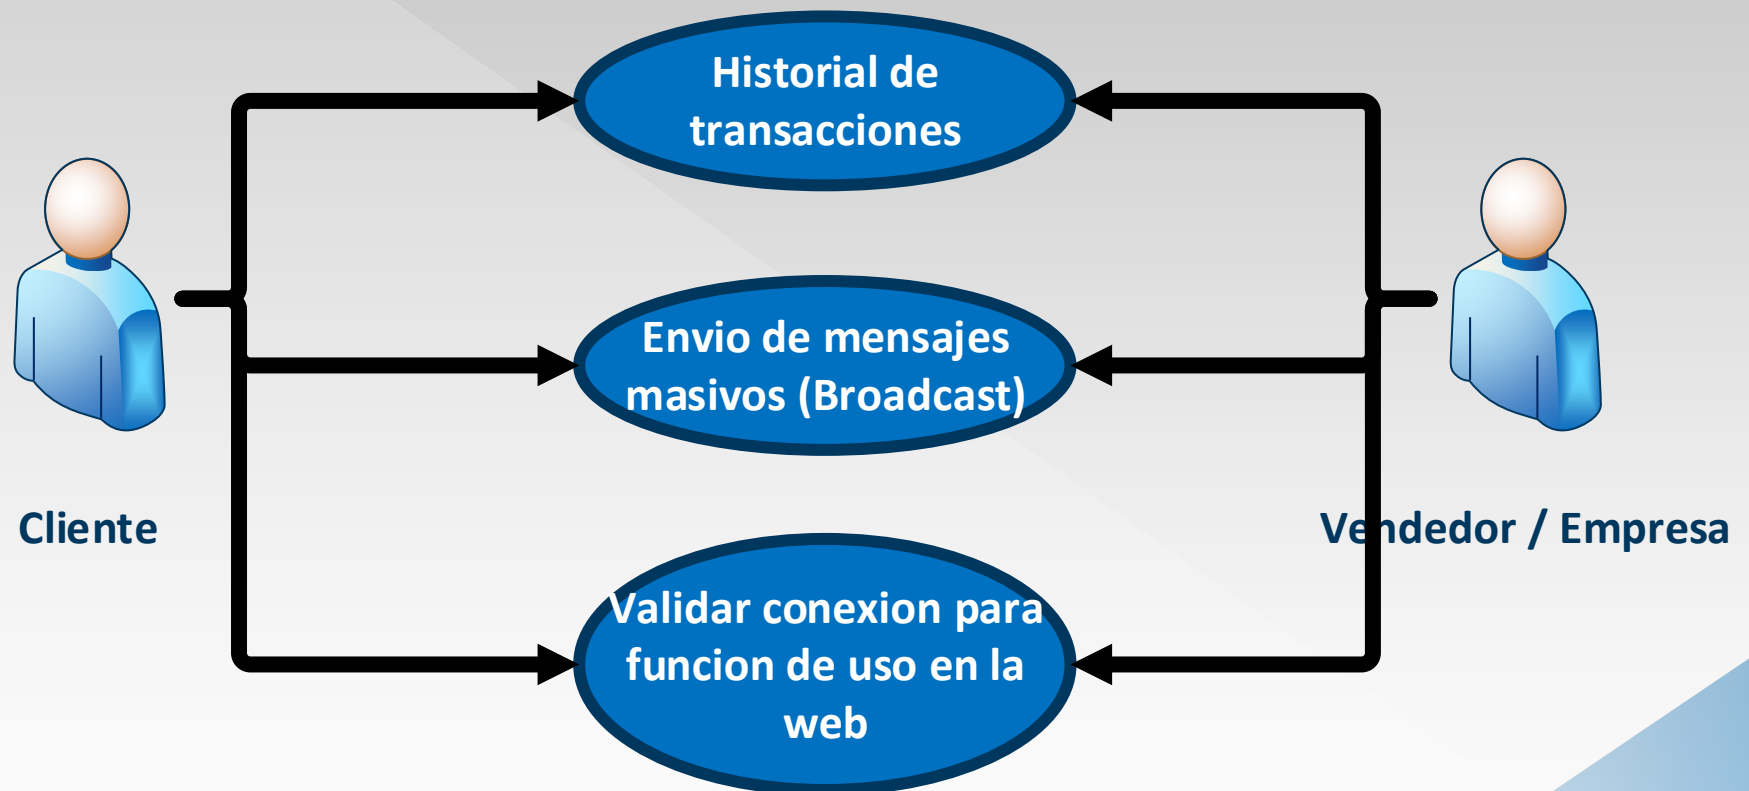 Historial de
transacciones
Envio de mensajes
masivos (Broadcast)
Cliente
Vendedor / Empresa
Validar conexion para
funcion de uso en la
web